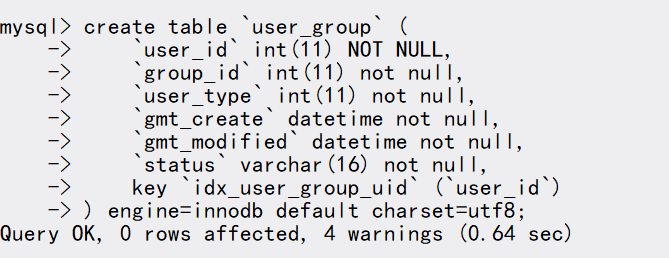 mysql> create table `user_group` (
    ->     `user_id` int(11) NOT NULL,
    ->     `group_id` int(11) not null,
    ->     `user_type` int(11) not null,
    ->     `gmt_create` datetime not null,
    ->     `gmt_modified` datetime not null,
    ->     `status` varchar(16) not null,
    ->     key `idx_user_group_uid` (`user_id`)
    -> ) engine=innodb default charset=utf8;
Query OK, 0 rows affected, 4 warnings (0.64 sec)